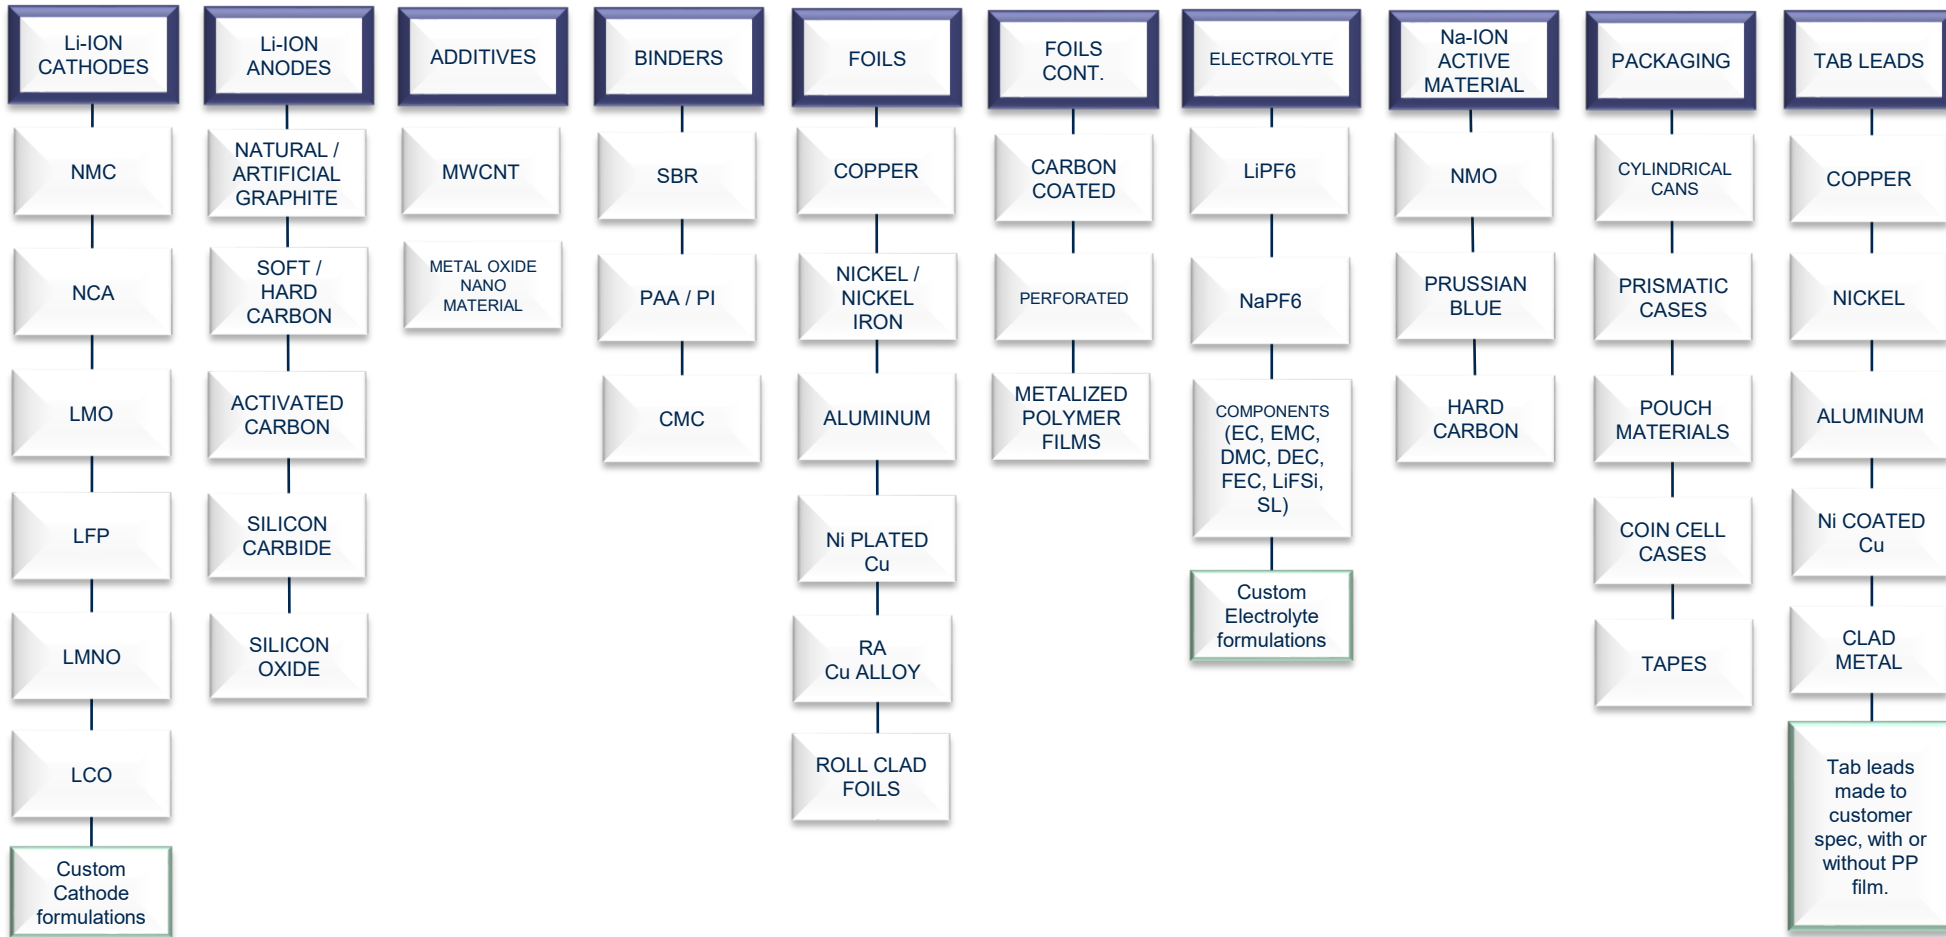 Li-ION
CATHODES
NMC
NCA
LMO
LFP
LMNO
LCO
Custom
Cathode
formulations
Li-ION
ANODES
NATURAL /
ARTIFICIAL
GRAPHITE
SOFT /
HARD
CARBON
ACTIVATED
CARBON
SILICON
CARBIDE
SILICON
OXIDE
ADDITIVES
MWCNT
METAL OXIDE
NANO
MATERIAL
BINDERS
SBR
PAA / PI
CMC
FOILS
COPPER
NICKEL /
NICKEL
IRON
ALUMINUM
Ni PLATED
Cu
RA
Cu ALLOY
ROLL CLAD
FOILS
FOILS
CONT.
CARBON
COATED
PERFORATED
METALIZED
POLYMER
FILMS
ELECTROLYTE
LiPF6
NaPF6
COMPONENTS
(EC, EMC,
DMC, DEC,
FEC, LiFSi,
SL)
Custom
Electrolyte
formulations
Na-ION
ACTIVE
MATERIAL
NMO
PRUSSIAN
BLUE
HARD
CARBON
PACKAGING
CYLINDRICAL
CANS
PRISMATIC
CASES
POUCH
MATERIALS
COIN CELL
CASES
TAPES
TAB LEADS
COPPER
NICKEL
ALUMINUM
Ni COATED
Cu
CLAD
METAL
Tab leads
made to
customer
spec, with or
without PP
film.